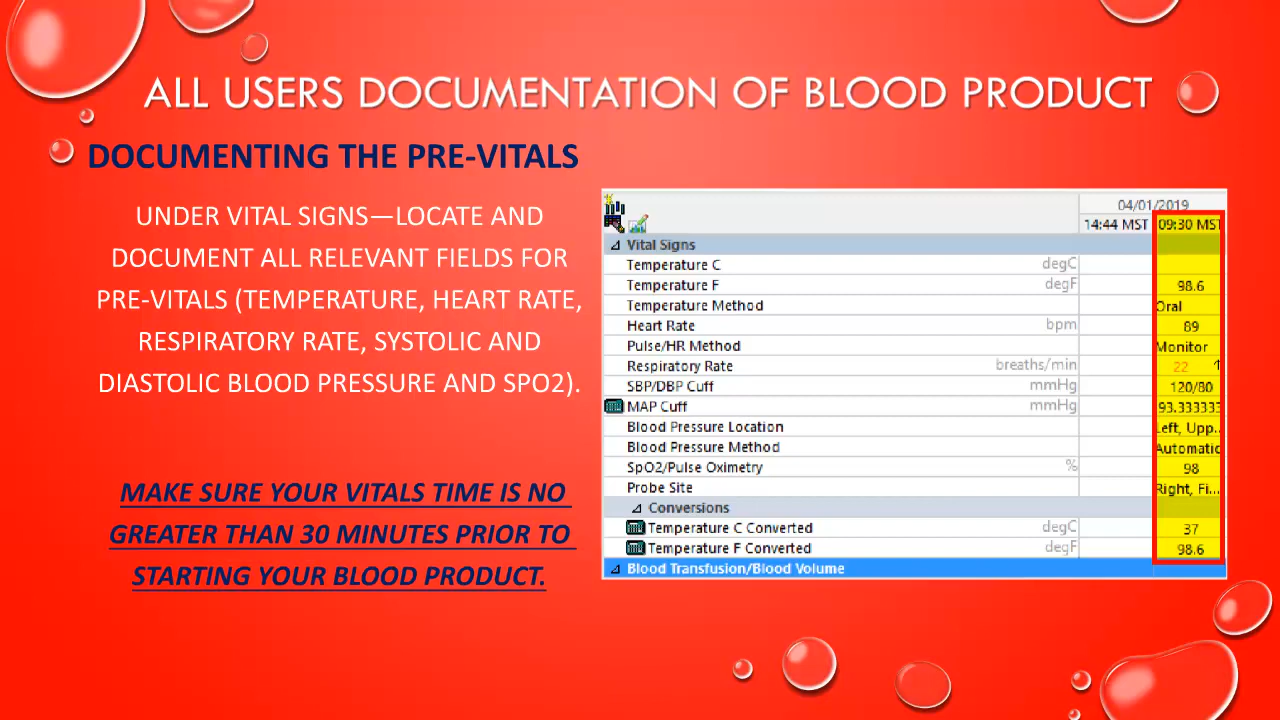 ALL USERS DOCUMENTATION OF BLOOD PRODUCT
DOCUMENTING THE PRE-VITALS
UNDER VITAL SIGNS—LOCATE AND
DOCUMENT ALL RELEVANT FIELDS FOR
PRE-VITALS (TEMPERATURE, HEART RATE,
RESPIRATORY RATE, SYSTOLIC AND
DIASTOLIC BLOOD PRESSURE AND SPO2).
MAKE SURE YOUR VITALS TIME IS NO
GREATER THAN 30 MINUTES PRIOR TO
STARTING YOUR BLOOD PRODUCT.
04/01/2019
14:44 MST 09:30 MST
Vital Signs
Temperature C degC
Temperature F degF 98.6
Temperature Method Oral
Heart Rate bpm 89
Pulse/HR Method Monitor
Respiratory Rate breaths/min 22 ↑
SBP/DBP Cuff mmHg 120/80
MAP Cuff mmHg 93.333333
Blood Pressure Location Left, Upp...
Blood Pressure Method Automatic
SpO2/Pulse Oximetry % 98
Probe Site Right, Fi...
Conversions
Temperature C Converted degC 37
Temperature F Converted degF 98.6
Blood Transfusion/Blood Volume